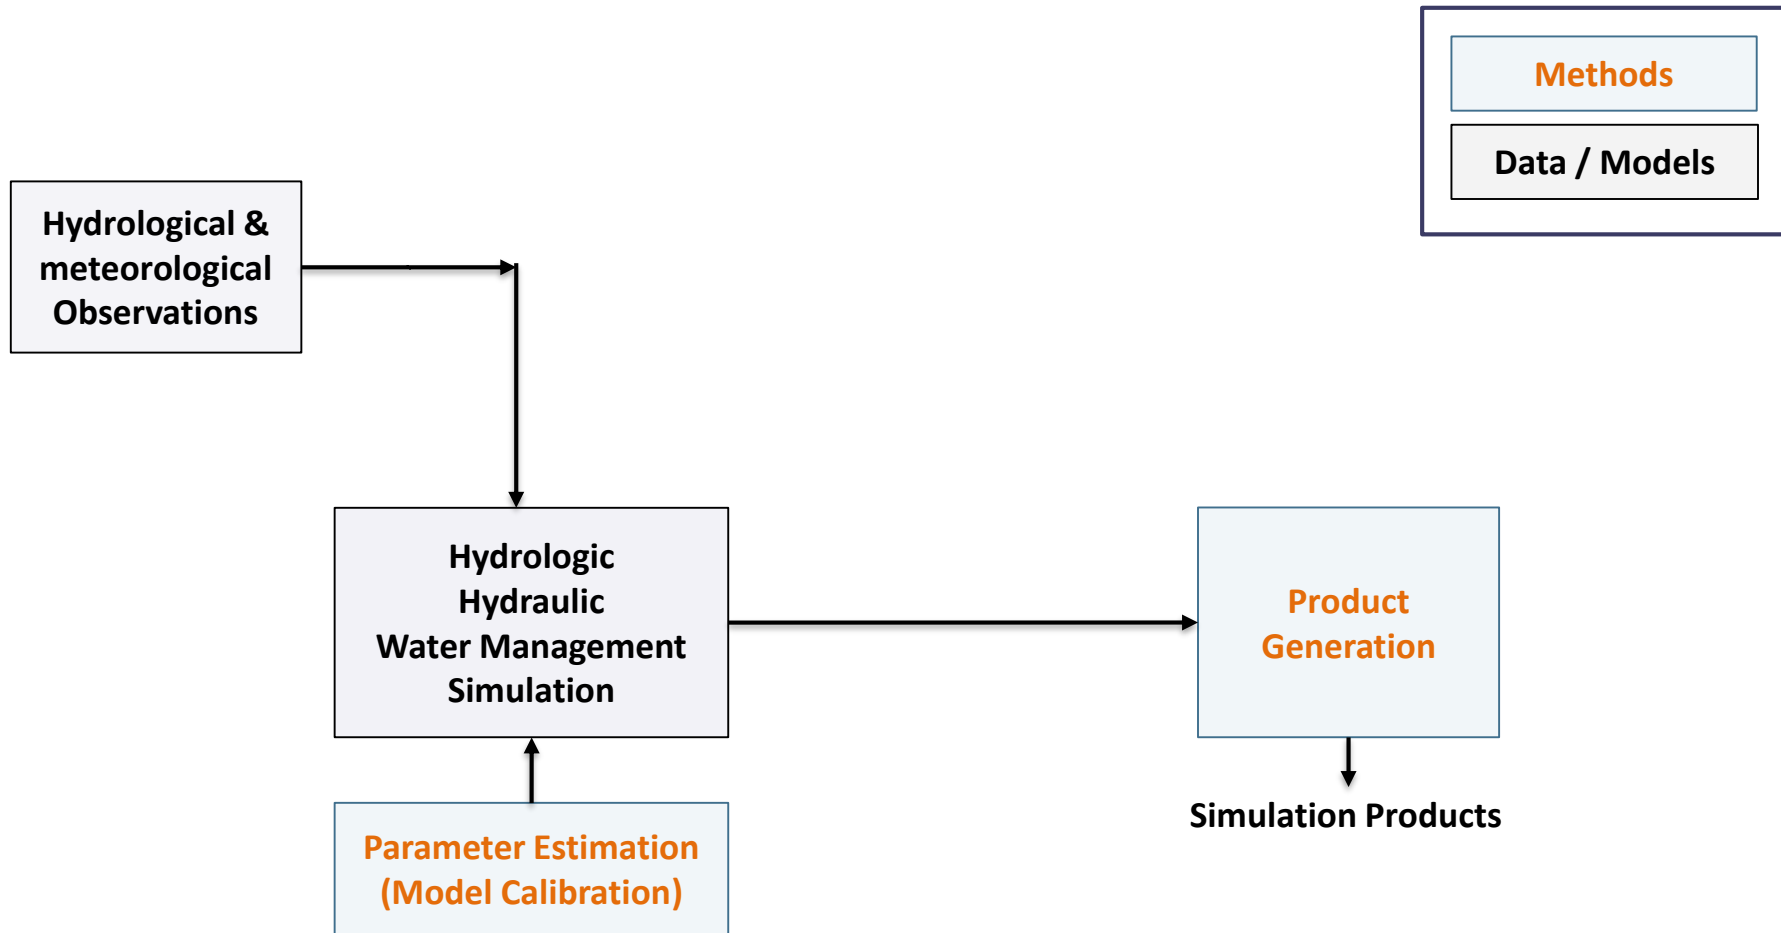 Methods
Data / Models
Hydrological &
meteorological
Observations
Hydrologic
Hydraulic
Water Management
Simulation
Product
Generation
Simulation Products
Parameter Estimation
(Model Calibration)